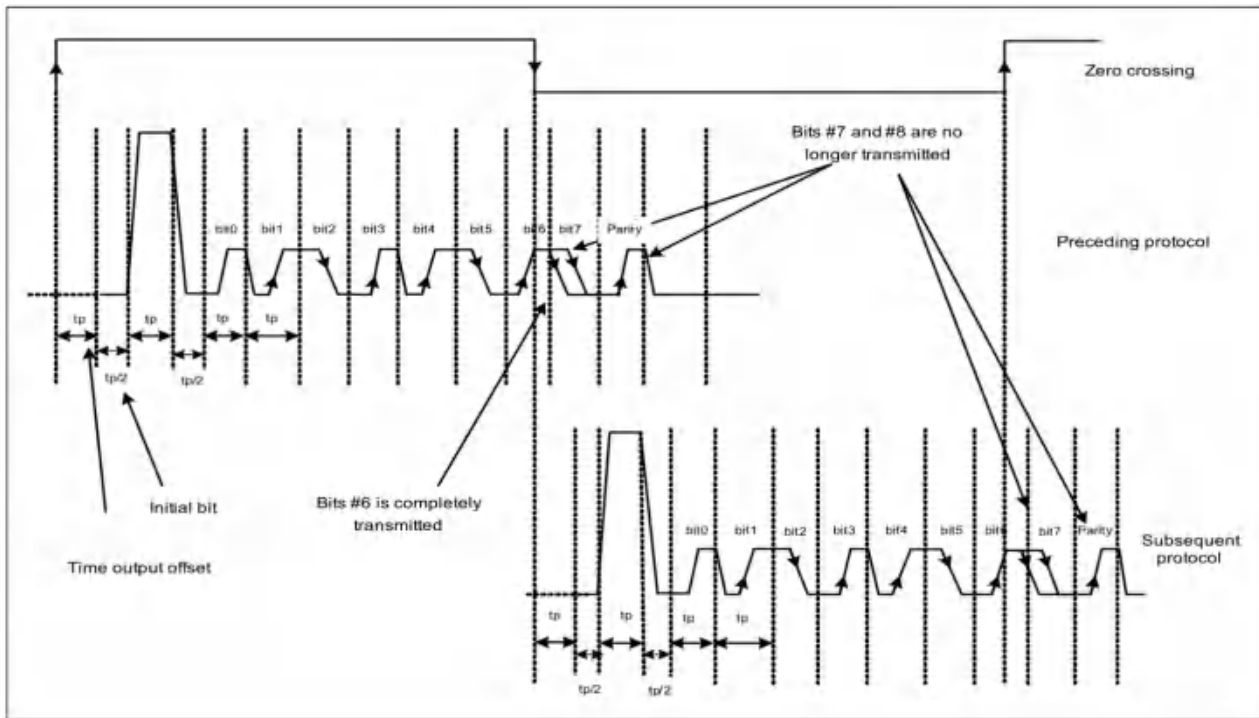 Zero crossing
Bits #7 and #8 are no
longer transmitted
bit0 bit1 bit2 bit3 bit4 bit5 bit6 bit7 Parity
Preceding protocol
tp tp tp tp
tp/2 tp/2
Initial bit
Bits #6 is completely
transmitted
Time output offset
bit0 bit1 bit2 bit3 bit4 bit5 bit6 bit7 Parity
Subsequent
protocol
tp tp tp tp
tp/2 tp/2